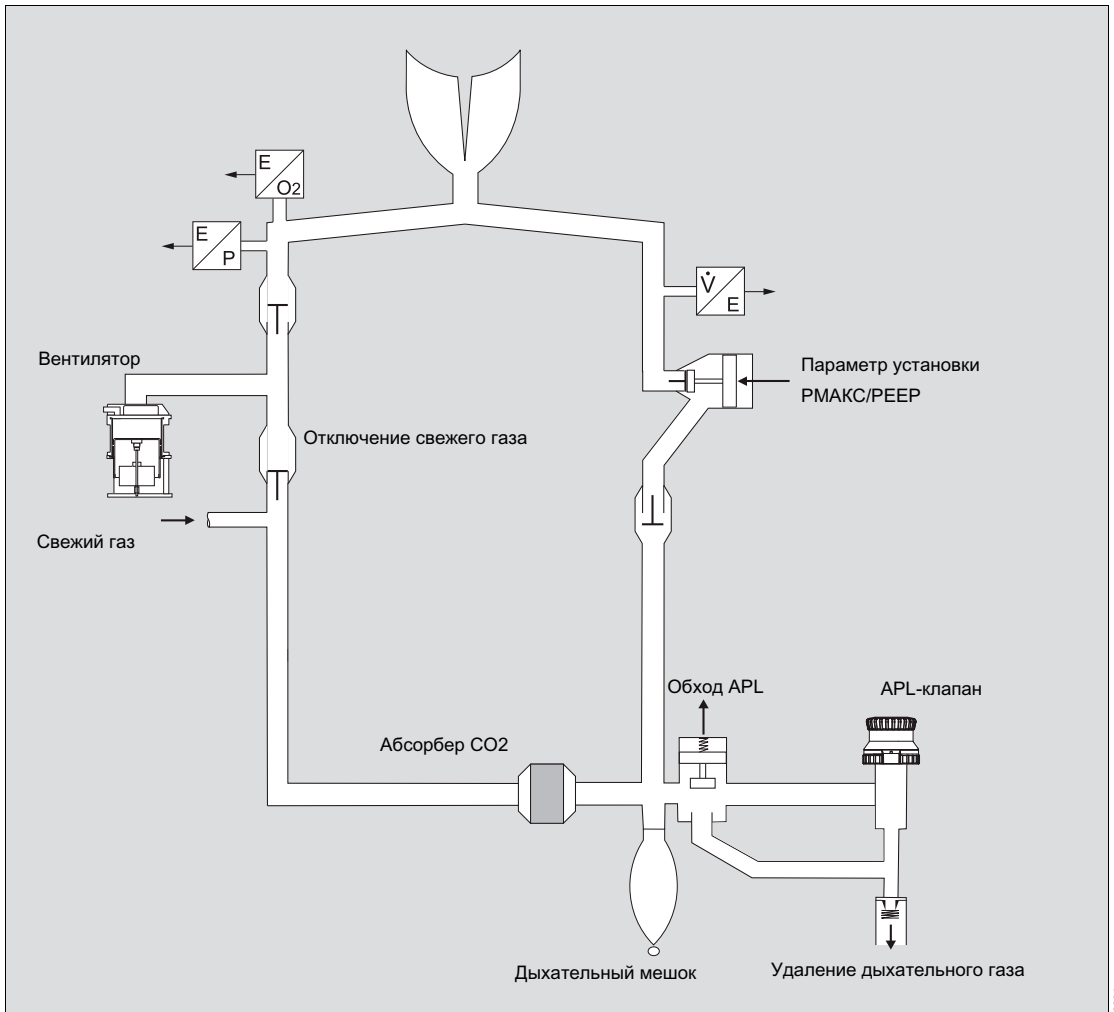 E
O2
E
P
V̇
E
Вентилятор
Параметр установки
PМАКС/PEEP
Отключение свежего газа
Свежий газ
Обход APL
APL-клапан
Абсорбер CO2
Дыхательный мешок
Удаление дыхательного газа